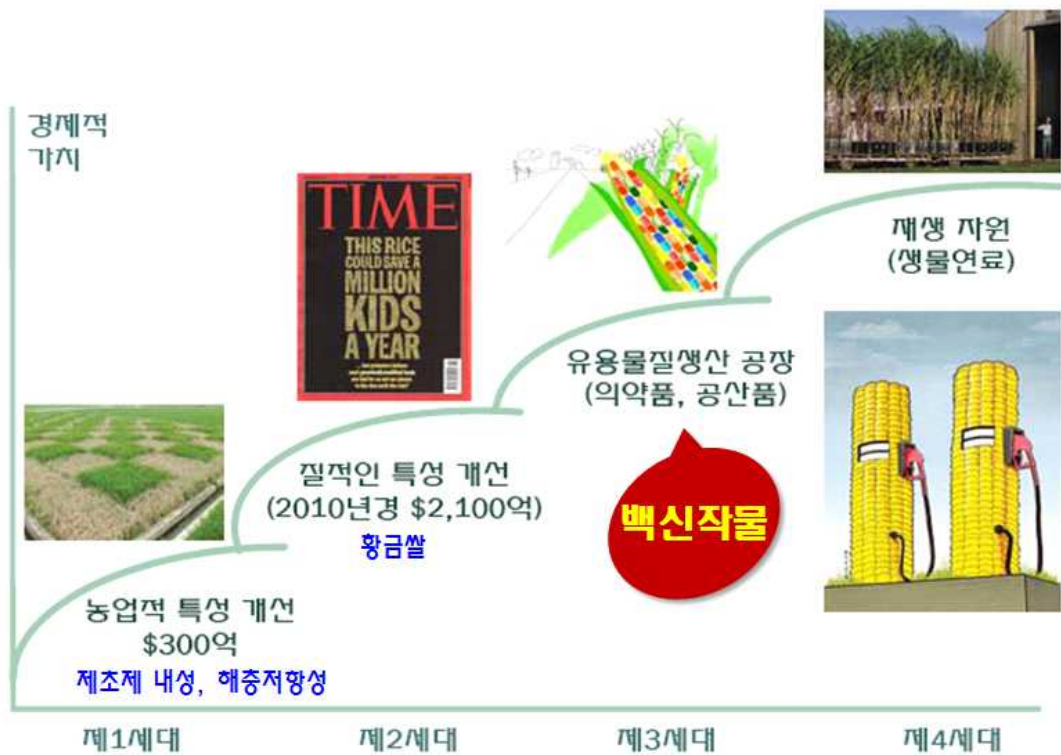 경제적
가치
TIME
THIS RICE
COULD SAVE A
MILLION
KIDS
A YEAR
재생 자원
(생물연료)
유용물질생산 공장
(의약품, 공산품)
백신작물
질적인 특성 개선
(2010년경 $2,100억)
황금쌀
농업적 특성 개선
$300억
제초제 내성, 해충저항성
제1세대
제2세대
제3세대
제4세대